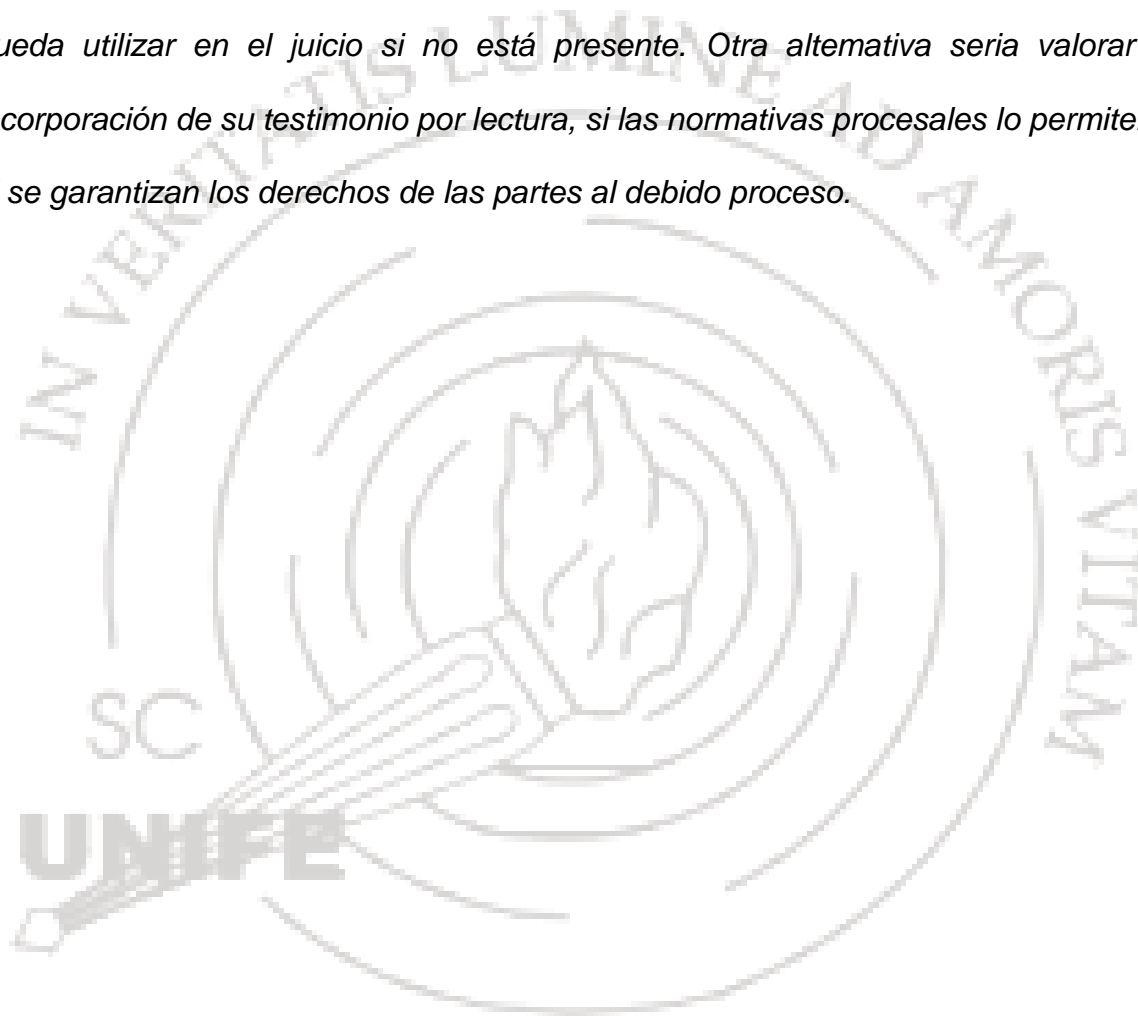 ueda utilizar en el juicio si no está presente. Otra altemativa seria valorar
corporación de su testimonio por lectura, si las normativas procesales lo permite
se garantizan los derechos de las partes al debido proceso.
IN VERITATIS LUMINE AD AMORIS VITAM
SC
UNIFE